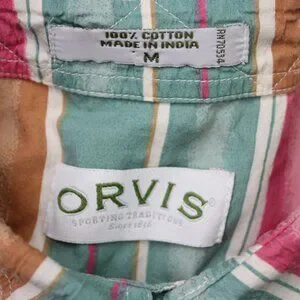 100% COTTON
MADE IN INDIA
M
RN70534
ORVIS®
SPORTING TRADITIONS
Since 1856